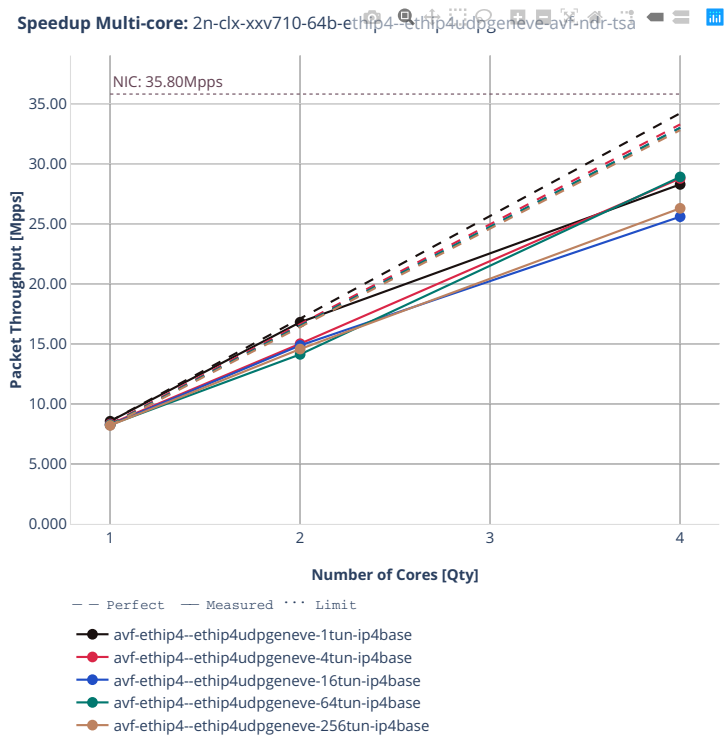 Speedup Multi-core: 2n-clx-xxv710-64b-ethip4--ethip4udpgeneve-avf-ndr-tsa
NIC: 35.80Mpps
35.00
30.00
25.00
20.00
15.00
10.00
5.000
0.000
Packet Throughput [Mpps]
1 2 3 4
Number of Cores [Qty]
Perfect Measured Limit
avf-ethip4--ethip4udpgeneve-1tun-ip4base
avf-ethip4--ethip4udpgeneve-4tun-ip4base
avf-ethip4--ethip4udpgeneve-16tun-ip4base
avf-ethip4--ethip4udpgeneve-64tun-ip4base
avf-ethip4--ethip4udpgeneve-256tun-ip4base